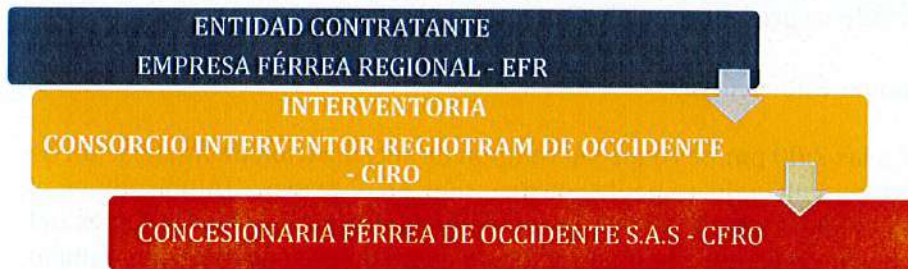 ENTIDAD CONTRATANTE
EMPRESA FÉRREA REGIONAL - EFR
INTERVENTORIA
CONSORCIO INTERVENTOR REGIOTRAM DE OCCIDENTE
- CIRO
CONCESIONARIA FÉRREA DE OCCIDENTE S.A.S - CFRO